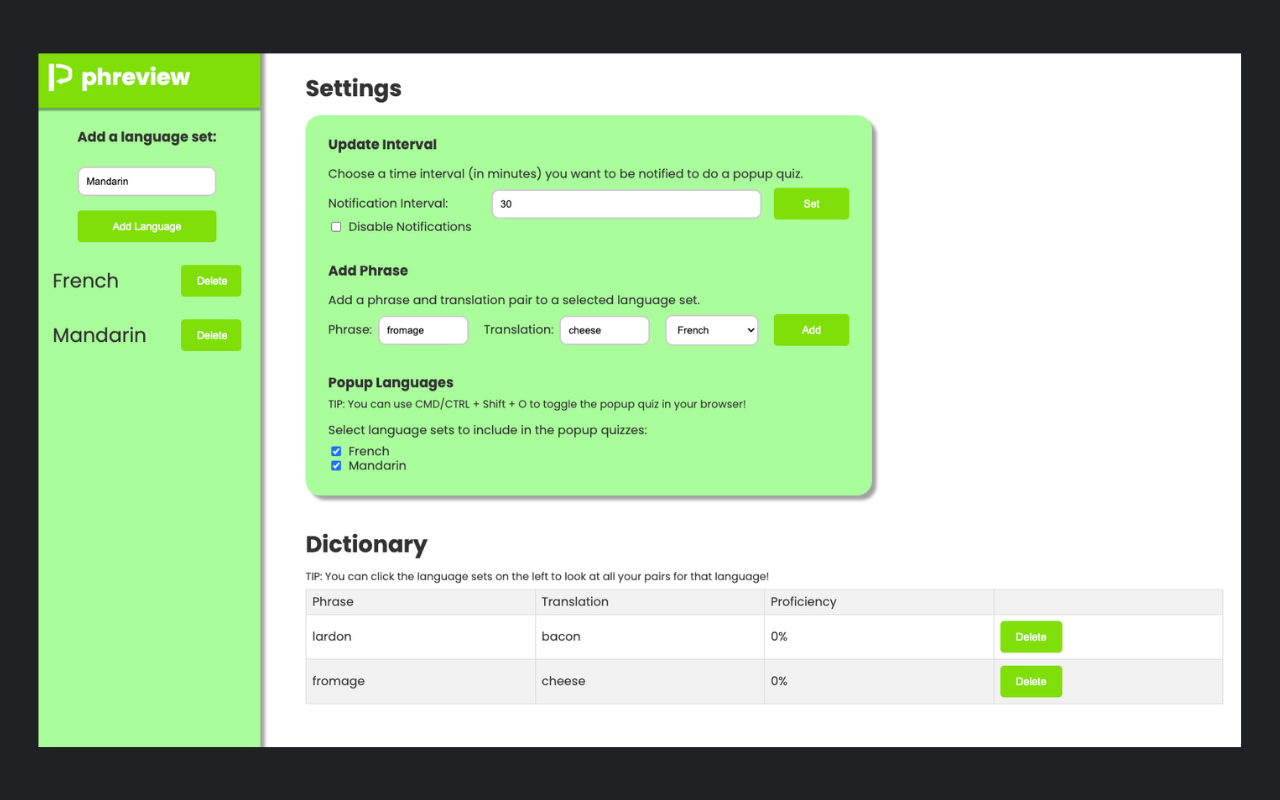 phreview
Add a language set:
Mandarin
Add Language
French Delete
Mandarin Delete
Settings
Update Interval
Choose a time interval (in minutes) you want to be notified to do a popup quiz.
Notification Interval: 30 Set
Disable Notifications
Add Phrase
Add a phrase and translation pair to a selected language set.
Phrase: fromage Translation: cheese French Add
Popup Languages
TIP: You can use CMD/CTRL + Shift + O to toggle the popup quiz in your browser!
Select language sets to include in the popup quizzes:
French
Mandarin
Dictionary
TIP: You can click the language sets on the left to look at all your pairs for that language!
Phrase Translation Proficiency
lardon bacon 0% Delete
fromage cheese 0% Delete